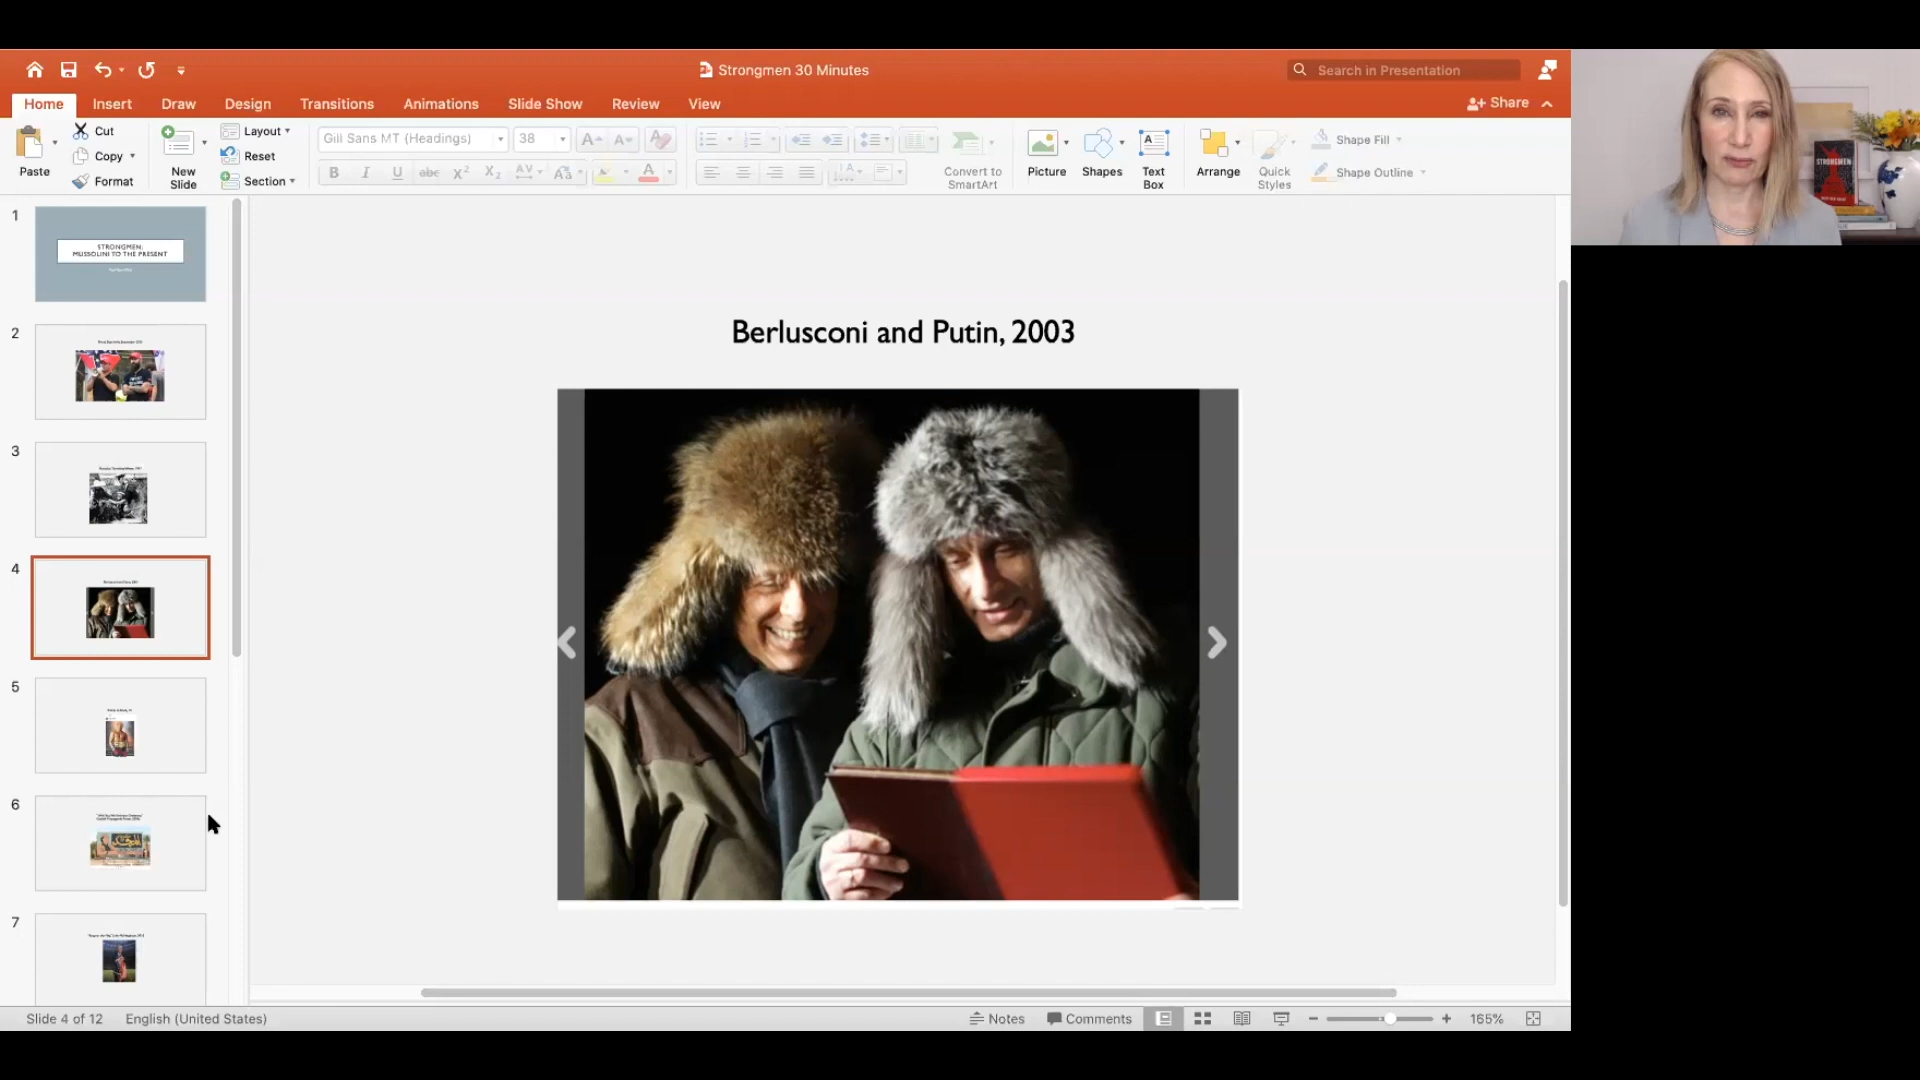 Strongmen 30 Minutes
Search in Presentation
Home
Insert
Draw
Design
Transitions
Animations
Slide Show
Review
View
Share
Paste
Cut
Copy
Format
New
Slide
Layout
Reset
Section
Gill Sans MT (Headings)
38
Convert to
SmartArt
Picture
Shapes
Text
Box
Arrange
Quick
Styles
Shape Fill
Shape Outline
1
STRONGMEN:
MUSSOLINI TO THE PRESENT
2
3
4
5
6
7
Berlusconi and Putin, 2003
STRONGMEN
Slide 4 of 12
English (United States)
Notes
Comments
165%